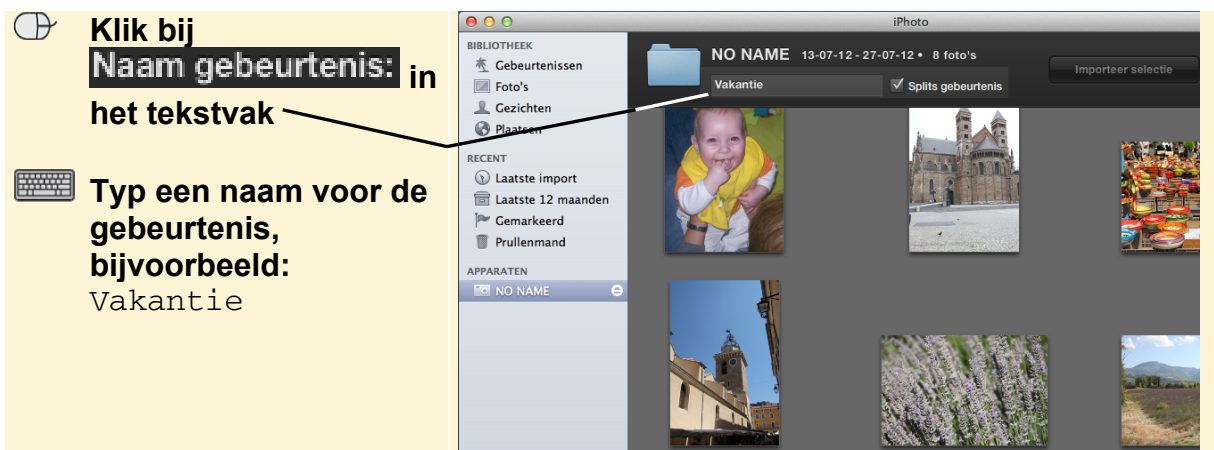 Klik bij
Naam gebeurtenis: in
het tekstvak
Typ een naam voor de
gebeurtenis,
bijvoorbeeld:
Vakantie
iPhoto
BIBLIOTHEEK
Gebeurtenissen
Foto's
Gezichten
Plaatsen
RECENT
Laatste import
Laatste 12 maanden
Gemarkeerd
Prullenmand
APPARATEN
NO NAME
NO NAME 13-07-12 - 27-07-12 • 8 foto's
Vakantie
Splits gebeurtenis
Importeer selectie